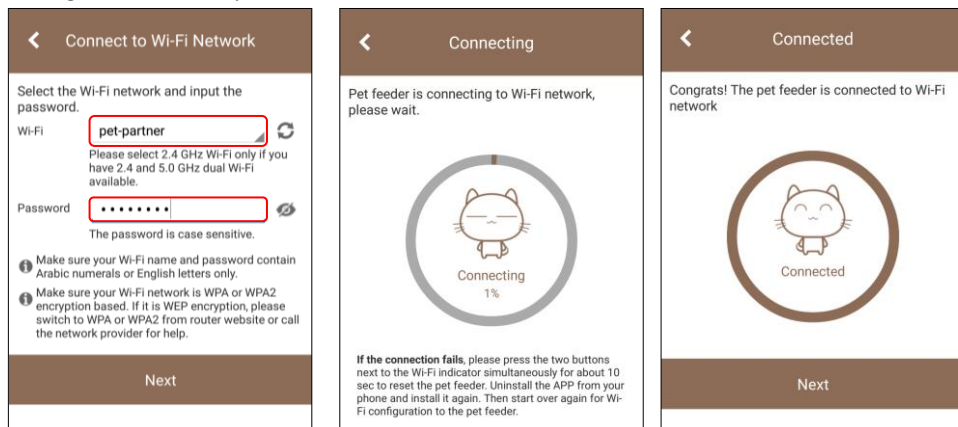 Connect to Wi-Fi Network
Select the Wi-Fi network and input the
password.
Wi-Fi
pet-partner
Please select 2.4 GHz Wi-Fi only if you
have 2.4 and 5.0 GHz dual Wi-Fi
available.
Password
••••••••
The password is case sensitive.
Make sure your Wi-Fi name and password contain
Arabic numerals or English letters only.
Make sure your Wi-Fi network is WPA or WPA2
encryption based. If it is WEP encryption, please
switch to WPA or WPA2 from router website or call
the network provider for help.
Next
Connecting
Pet feeder is connecting to Wi-Fi network,
please wait.
Connecting
1%
If the connection fails, please press the two buttons
next to the Wi-Fi indicator simultaneously for about 10
sec to reset the pet feeder. Uninstall the APP from your
phone and install it again. Then start over again for Wi-
Fi configuration to the pet feeder.
Connected
Congrats! The pet feeder is connected to Wi-Fi
network
Connected
Next